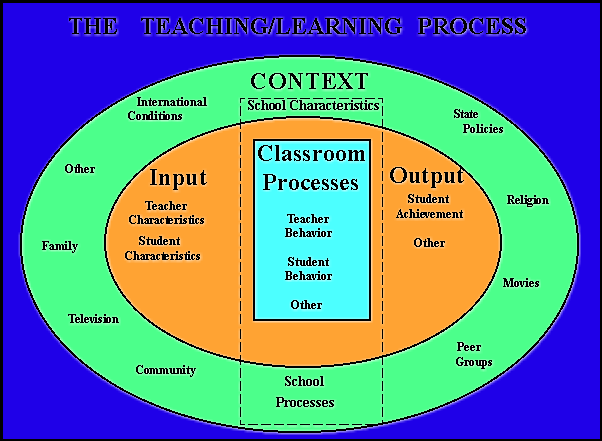 THE TEACHING/LEARNING PROCESS
CONTEXT
School Characteristics
International
Conditions
State
Policies
Other
Religion
Family
Movies
Television
Peer
Groups
Community
School
Processes
Input
Teacher
Characteristics
Student
Characteristics
Classroom
Processes
Teacher
Behavior
Student
Behavior
Other
Output
Student
Achievement
Other